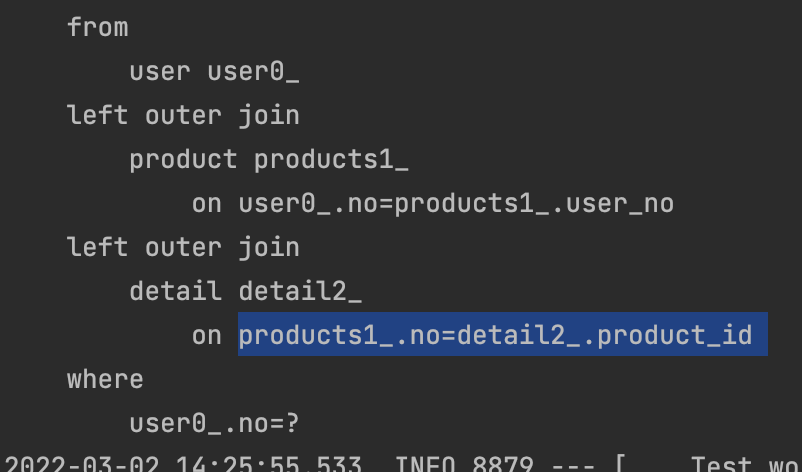 from
user user0_
left outer join
product products1_
on user0_.no=products1_.user_no
left outer join
detail detail2_
on products1_.no=detail2_.product_id
where
user0_.no=?
2022-03-02 14:25:55.533  INFO 8879 --- [    Test wo